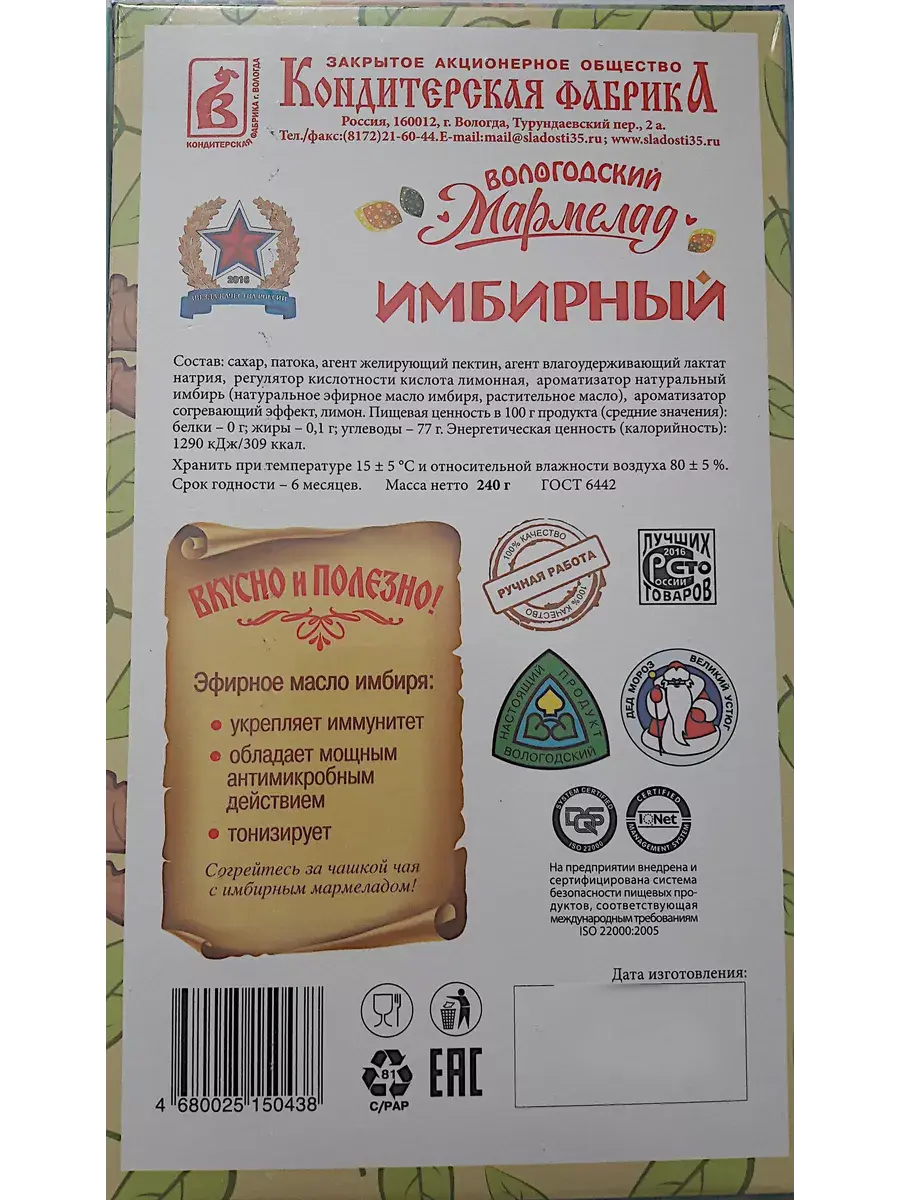 КОНДИТЕРСКАЯ ФАБРИКА г. ВОЛОГДА
ЗАКРЫТОЕ АКЦИОНЕРНОЕ ОБЩЕСТВО
КОНДИТЕРСКАЯ ФАБРИКА
Россия, 160012, г. Вологда, Турундаевский пер., 2 а.
Тел./факс:(8172)21-60-44.E-mail:mail@sladosti35.ru; www.sladosti35.ru
ВОЛОГОДСКИЙ
Мармелад
2016
ЗВЕЗДА КАЧЕСТВА РОССИИ
ИМБИРНЫЙ
Состав: сахар, патока, агент желирующий пектин, агент влагоудерживающий лактат
натрия, регулятор кислотности кислота лимонная, ароматизатор натуральный
имбирь (натуральное эфирное масло имбиря, растительное масло), ароматизатор
согревающий эффект, лимон. Пищевая ценность в 100 г продукта (средние значения):
белки – 0 г; жиры – 0,1 г; углеводы – 77 г. Энергетическая ценность (калорийность):
1290 кДж/309 ккал.
Хранить при температуре 15 ± 5 °С и относительной влажности воздуха 80 ± 5 %.
Срок годности – 6 месяцев. Масса нетто 240 г ГОСТ 6442
ВКУСНО И ПОЛЕЗНО!
Эфирное масло имбиря:
• укрепляет иммунитет
• обладает мощным
антимикробным
действием
• тонизирует
Согрейтесь за чашкой чая
с имбирным мармеладом!
100% КАЧЕСТВО
РУЧНАЯ РАБОТА
100% КАЧЕСТВО
ЛУЧШИХ
2016
СТО
РОССИИ
ТОВАРОВ
НАСТОЯЩИЙ ПРОДУКТ
ВОЛОГОДСКИЙ
ДЕД МОРОЗ ВЕЛИКИЙ УСТЮГ
SYSTEM CERTIFIED
DQS
ISO 22000
CERTIFIED
IQNet
MANAGEMENT SYSTEM
На предприятии внедрена и
сертифицирована система
безопасности пищевых про-
дуктов, соответствующая
международным требованиям
ISO 22000:2005
Дата изготовления:
4 680025 150438
81
C/PAP
EAC